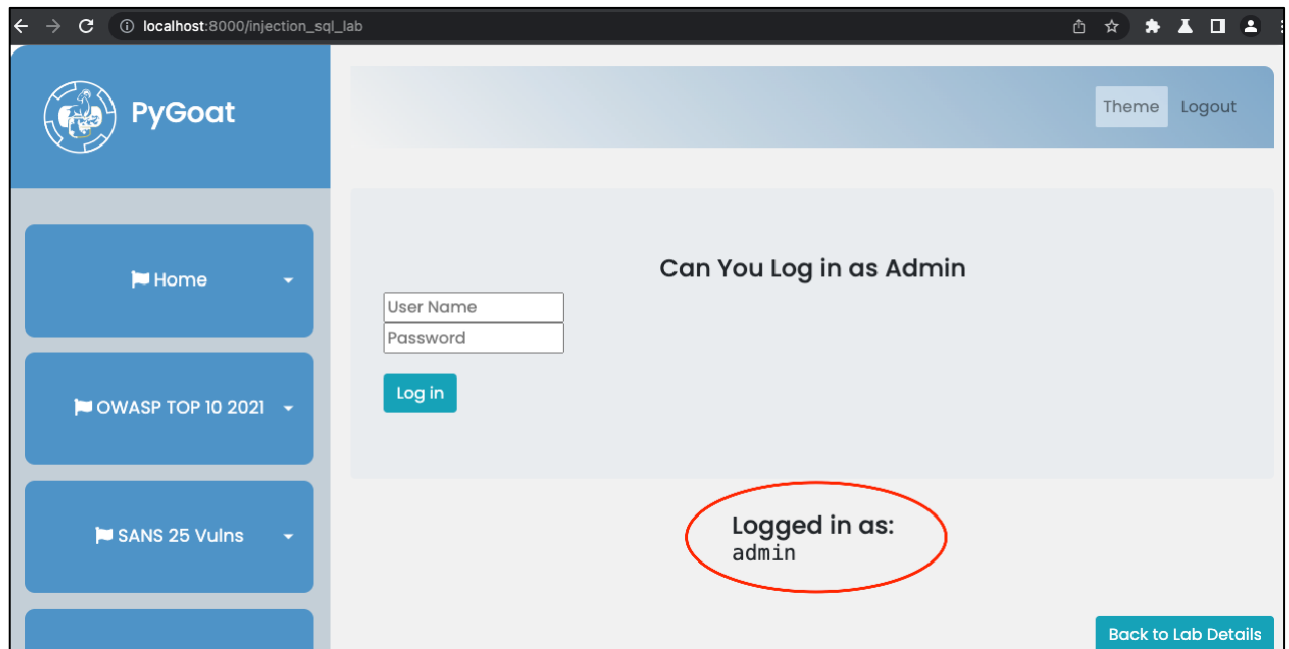 localhost:8000/injection_sql_lab
PyGoat
Theme Logout
Home
OWASP TOP 10 2021
SANS 25 Vulns
Can You Log in as Admin
User Name
Password
Log in
Logged in as:
admin
Back to Lab Details